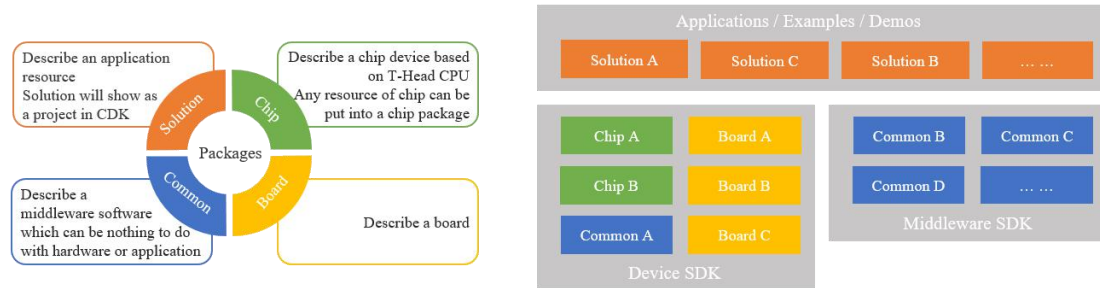 Describe an application
resource
Solution will show as
a project in CDK
Describe a chip device based
on T-Head CPU
Any resource of chip can be
put into a chip package
Solution
Chip
Packages
Common
Board
Describe a
middleware software
which can be nothing to do
with hardware or application
Describe a board
Applications / Examples / Demos
Solution A
Solution C
Solution B
... ...
Chip A
Board A
Chip B
Board B
Common A
Board C
Device SDK
Common B
Common C
Common D
... ...
Middleware SDK